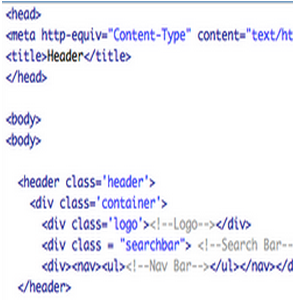 <head>
<meta http-equiv="Content-Type" content="text/ht
<title>Header</title>
</head>
<body>
<body>
<header class='header'>
<div class='container'>
<div class='logo'><!--Logo--></div>
<div class = "searchbar"> <!--Search Bar--
<div><nav><ul><!--Nav Bar--></ul></nav></d
</header>